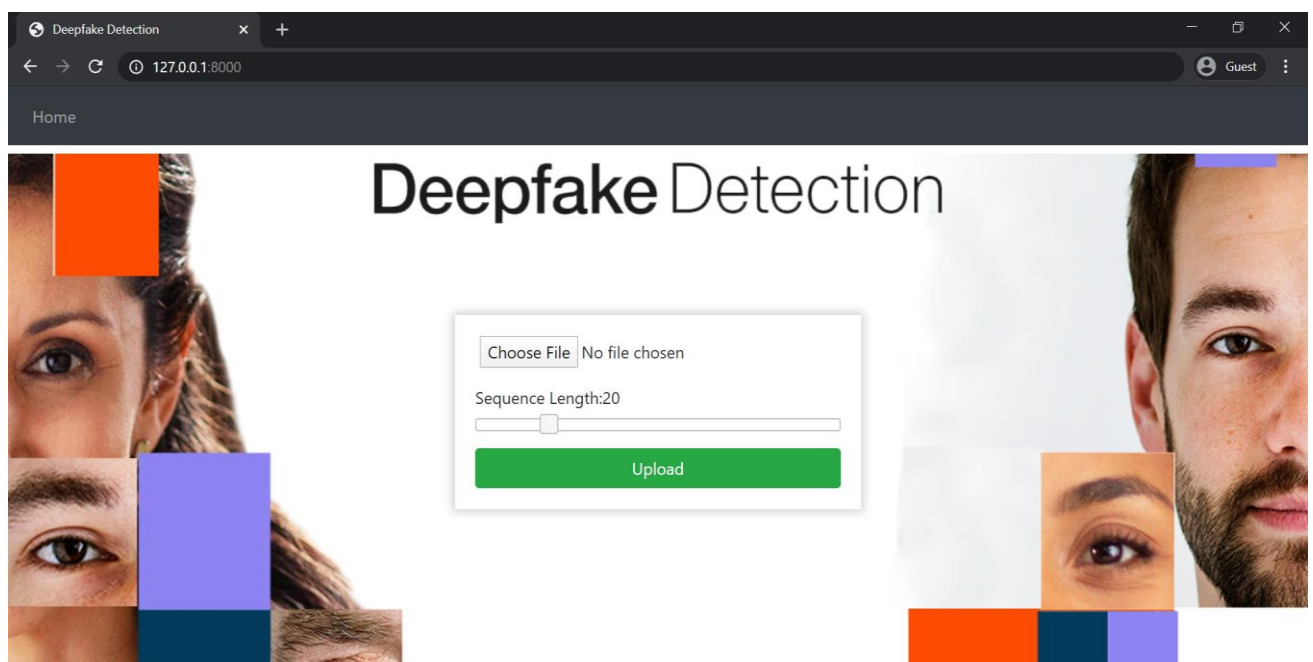 Deepfake Detection
127.0.0.1:8000
Guest
Home
Deepfake Detection
Choose File No file chosen
Sequence Length:20
Upload